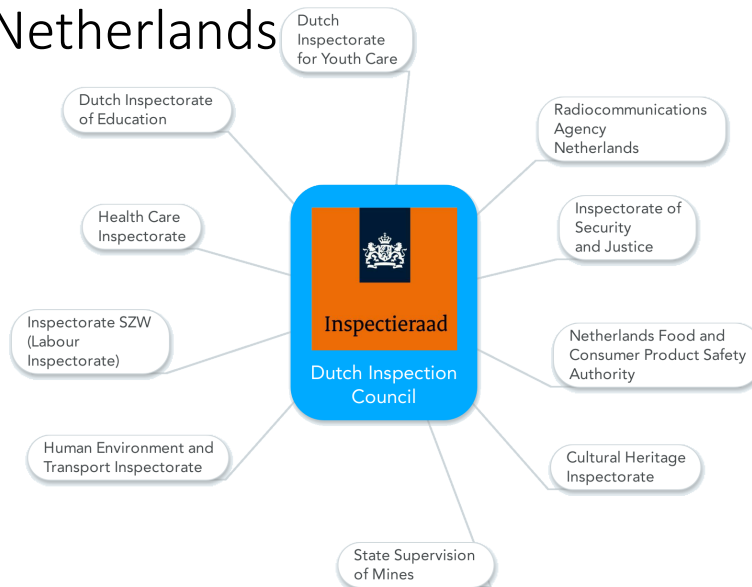 Netherlands
Dutch
Inspectorate
for Youth Care
Dutch Inspectorate
of Education
Radiocommunications
Agency
Netherlands
Health Care
Inspectorate
Inspectorate of
Security
and Justice
Inspectieraad
Dutch Inspection
Council
Inspectorate SZW
(Labour
Inspectorate)
Netherlands Food and
Consumer Product Safety
Authority
Human Environment and
Transport Inspectorate
Cultural Heritage
Inspectorate
State Supervision
of Mines